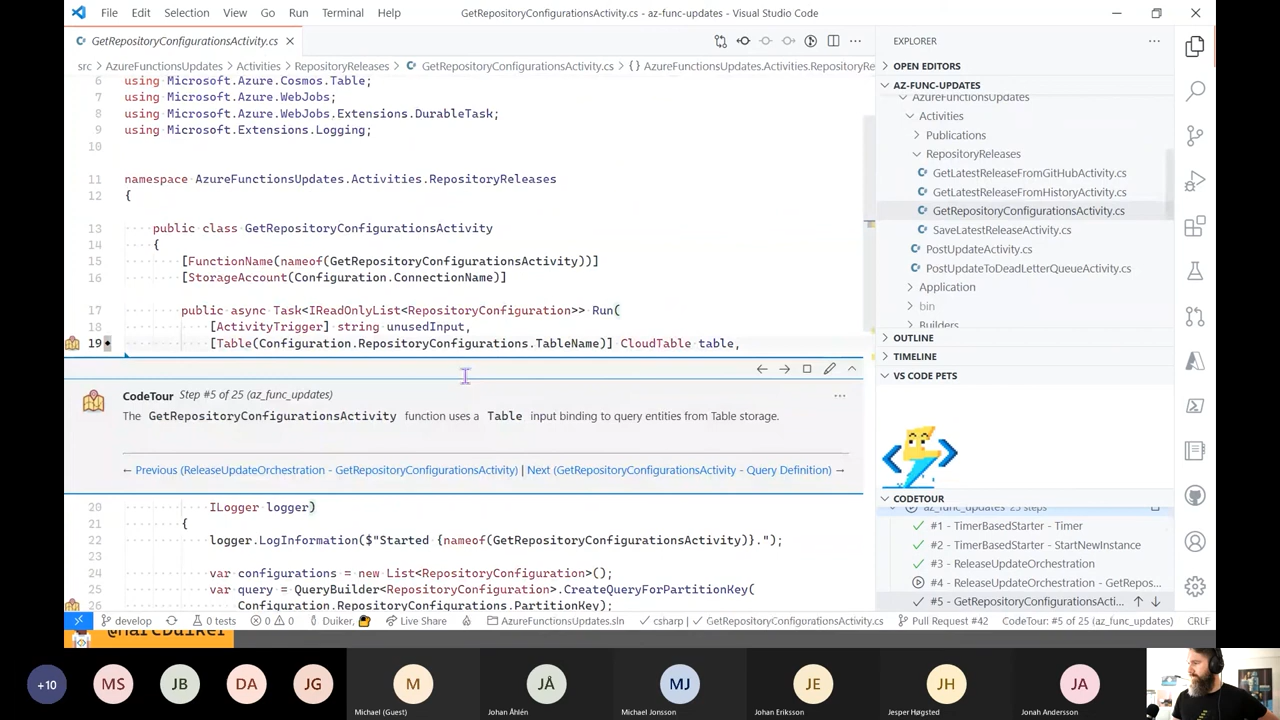 File Edit Selection View Go Run Terminal Help GetRepositoryConfigurationsActivity.cs - az-func-updates - Visual Studio Code
GetRepositoryConfigurationsActivity.cs
src > AzureFunctionsUpdates > Activities > RepositoryReleases > GetRepositoryConfigurationsActivity.cs > {} AzureFunctionsUpdates.Activities.RepositoryRe
6 using Microsoft.Azure.Cosmos.Table;
7 using Microsoft.Azure.WebJobs;
8 using Microsoft.Azure.WebJobs.Extensions.DurableTask;
9 using Microsoft.Extensions.Logging;
10
11 namespace AzureFunctionsUpdates.Activities.RepositoryReleases
12 {
13 public class GetRepositoryConfigurationsActivity
14 {
15 [FunctionName(nameof(GetRepositoryConfigurationsActivity))]
16 [StorageAccount(Configuration.ConnectionName)]
17 public async Task<IReadOnlyList<RepositoryConfiguration>> Run(
18 [ActivityTrigger] string unusedInput,
19 [Table(Configuration.RepositoryConfigurations.TableName)] CloudTable table,
CodeTour Step #5 of 25 (az_func_updates)
The GetRepositoryConfigurationsActivity function uses a Table input binding to query entities from Table storage.
← Previous (ReleaseUpdateOrchestration - GetRepositoryConfigurationsActivity) | Next (GetRepositoryConfigurationsActivity - Query Definition) →
20 ILogger logger)
21 {
22 logger.LogInformation($"Started {nameof(GetRepositoryConfigurationsActivity)}.");
23
24 var configurations = new List<RepositoryConfiguration>();
25 var query = QueryBuilder<RepositoryConfiguration>.CreateQueryForPartitionKey(
26 Configuration.RepositoryConfigurations.PartitionKey);
EXPLORER
OPEN EDITORS
AZ-FUNC-UPDATES
AzureFunctionsUpdates
Activities
Publications
RepositoryReleases
GetLatestReleaseFromGitHubActivity.cs
GetLatestReleaseFromHistoryActivity.cs
GetRepositoryConfigurationsActivity.cs
SaveLatestReleaseActivity.cs
PostUpdateActivity.cs
PostUpdateToDeadLetterQueueActivity.cs
Application
bin
Builders
OUTLINE
TIMELINE
VS CODE PETS
CODETOUR
az_func_updates 25 steps
#1 - TimerBasedStarter - Timer
#2 - TimerBasedStarter - StartNewInstance
#3 - ReleaseUpdateOrchestration
#4 - ReleaseUpdateOrchestration - GetRepos...
#5 - GetRepositoryConfigurationsActi...
develop 0 tests 0 0 Duiker, Live Share AzureFunctionsUpdates.sln csharp | GetRepositoryConfigurationsActivity.cs Pull Request #42 CodeTour: #5 of 25 (az_func_updates) CRLF
@marcduiker
+10 MS JB DA JG M JÅ MJ JE JH JA
Michael (Guest) Johan Åhlén Michael Jonsson Johan Eriksson Jesper Høgsted Jonah Andersson